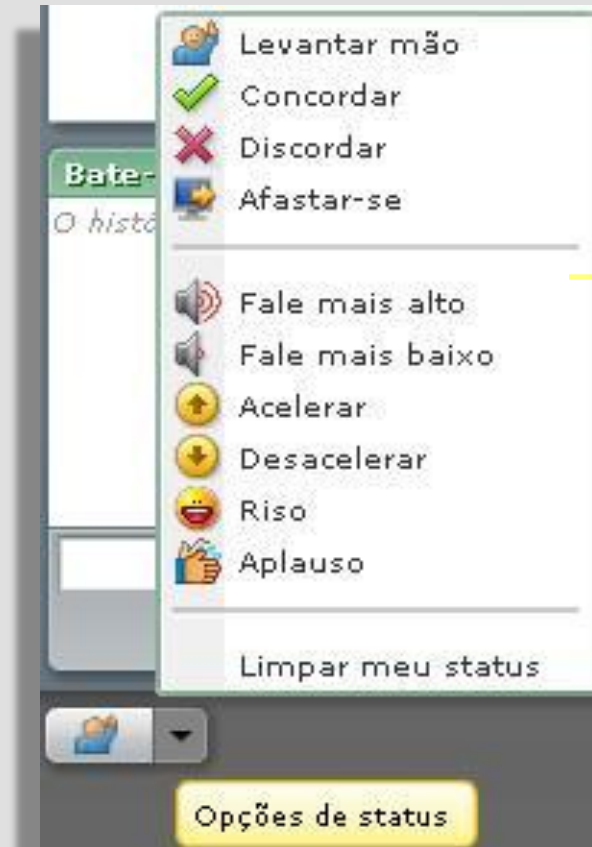 Levantar mão
Concordar
Discordar
Afastar-se
Fale mais alto
Fale mais baixo
Acelerar
Desacelerar
Riso
Aplauso
Limpar meu status
Bate-
O histó
Opções de status